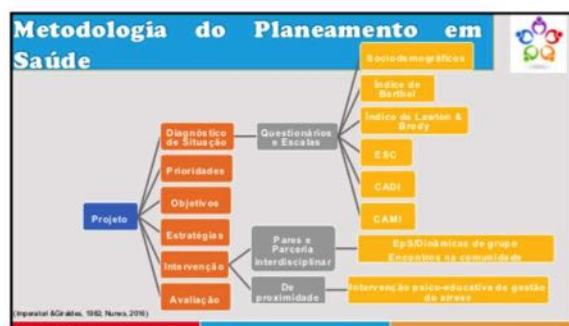 Metodologia do Planeamento em
Saúde
Sociodemográficos
Índice de
Barthel
Índice de Lawton &
Brody
Diagnóstico
de Situação
Questionários
e Escalas
ESC
CADI
CAMI
Prioridades
Objetivos
Projeto
Estratégias
Pares e
Parceria
interdisciplinar
EpS/Dinâmicas de grupo
Encontros na comunidade
Intervenção
De
proximidade
Intervenção psico-educativa de gestão
do stress
Avaliação
(Imperatori &Giraldes, 1982, Nunes, 2016)